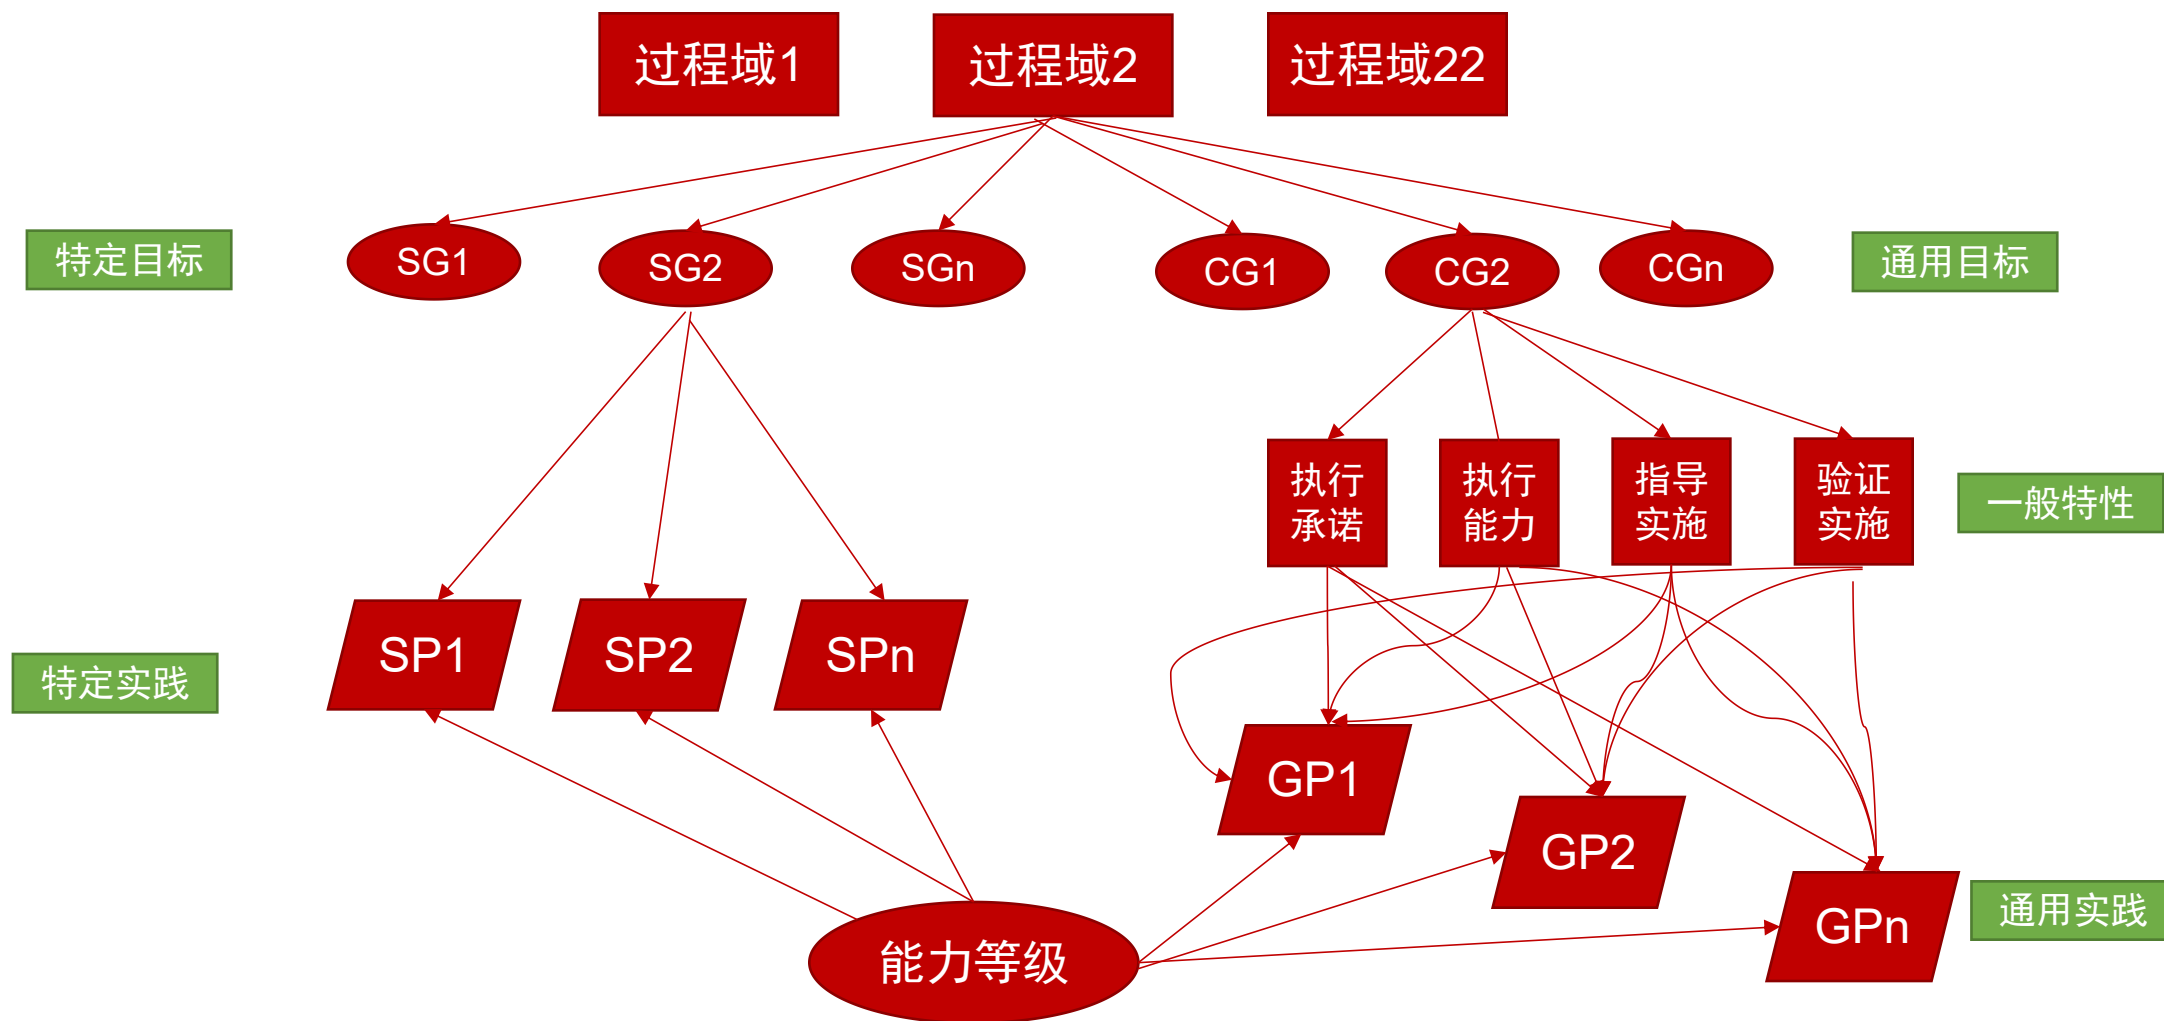 过程域1
过程域2
过程域22
特定目标
SG1
SG2
SGn
CG1
CG2
CGn
通用目标
执行
承诺
执行
能力
指导
实施
验证
实施
一般特性
特定实践
SP1
SP2
SPn
GP1
GP2
GPn
通用实践
能力等级